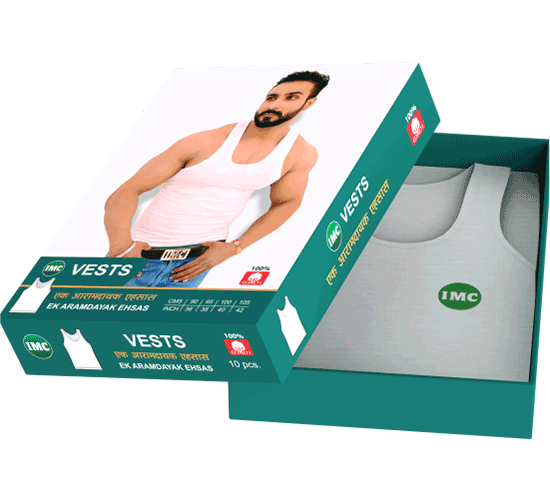 IMC
IMC VESTS
एक आरामदायक एहसास
EK ARAMDAYAK EHSAS
CMS / 90 / 95 / 100 / 105
INCH / 36 / 38 / 40 / 42
100%
IMC VESTS
एक आरामदायक एहसास
EK ARAMDAYAK EHSAS
100%
10 pcs.
IMC VESTS
एक आरामदायक एहसास
100%
IMC